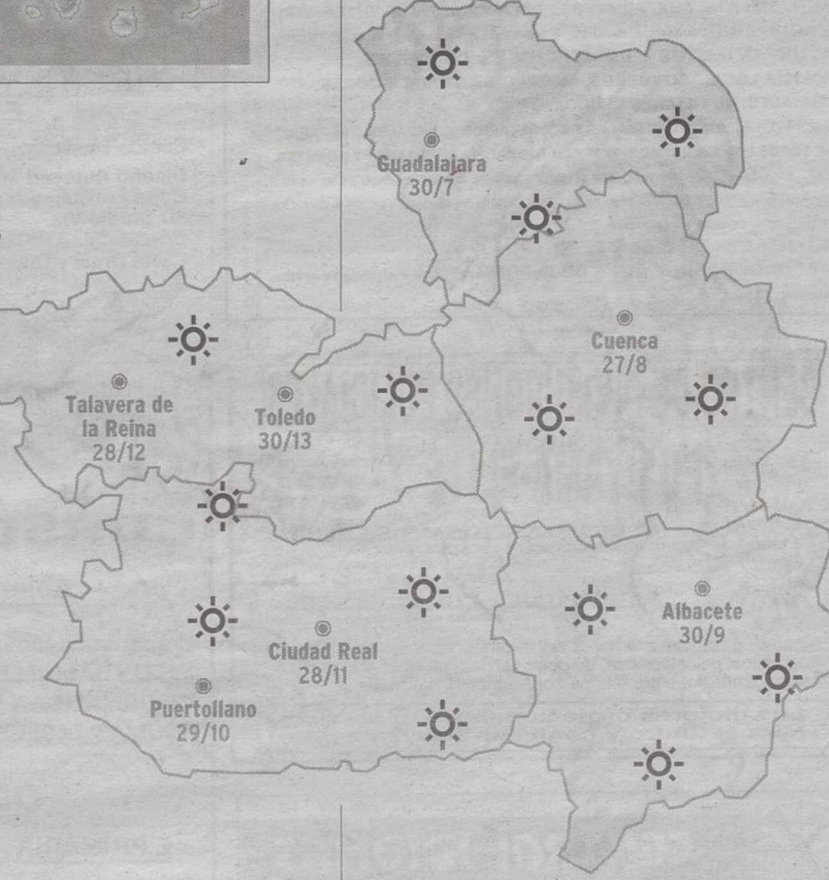 Guadalajara
30/7
Cuenca
27/8
Talavera de
la Reina
28/12
Toledo
30/13
Albacete
30/9
Ciudad Real
28/11
Puertollano
29/10